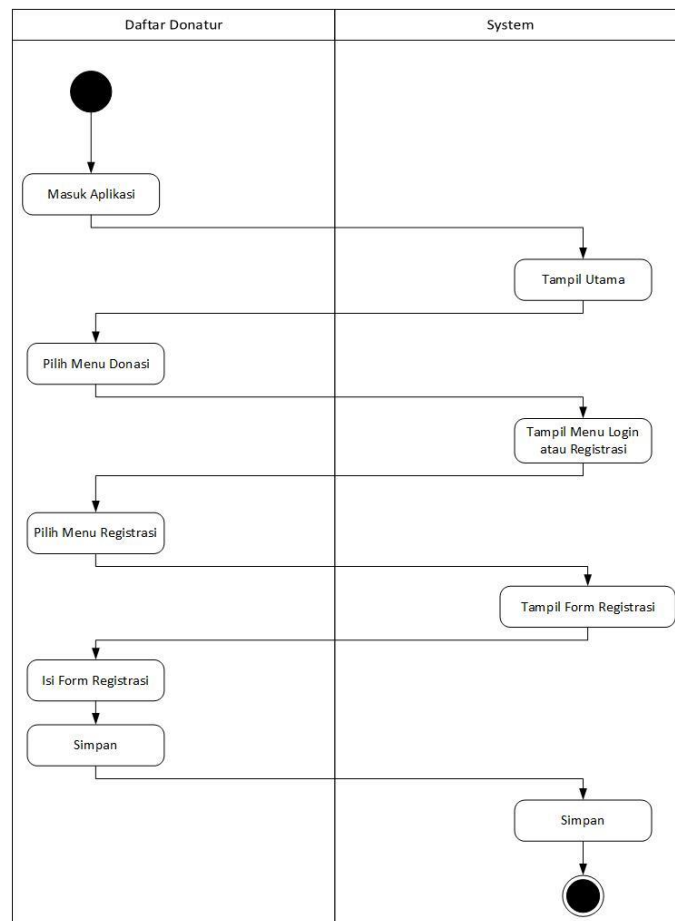 Daftar Donatur
System
Masuk Aplikasi
Tampil Utama
Pilih Menu Donasi
Tampil Menu Login
atau Registrasi
Pilih Menu Registrasi
Tampil Form Registrasi
Isi Form Registrasi
Simpan
Simpan